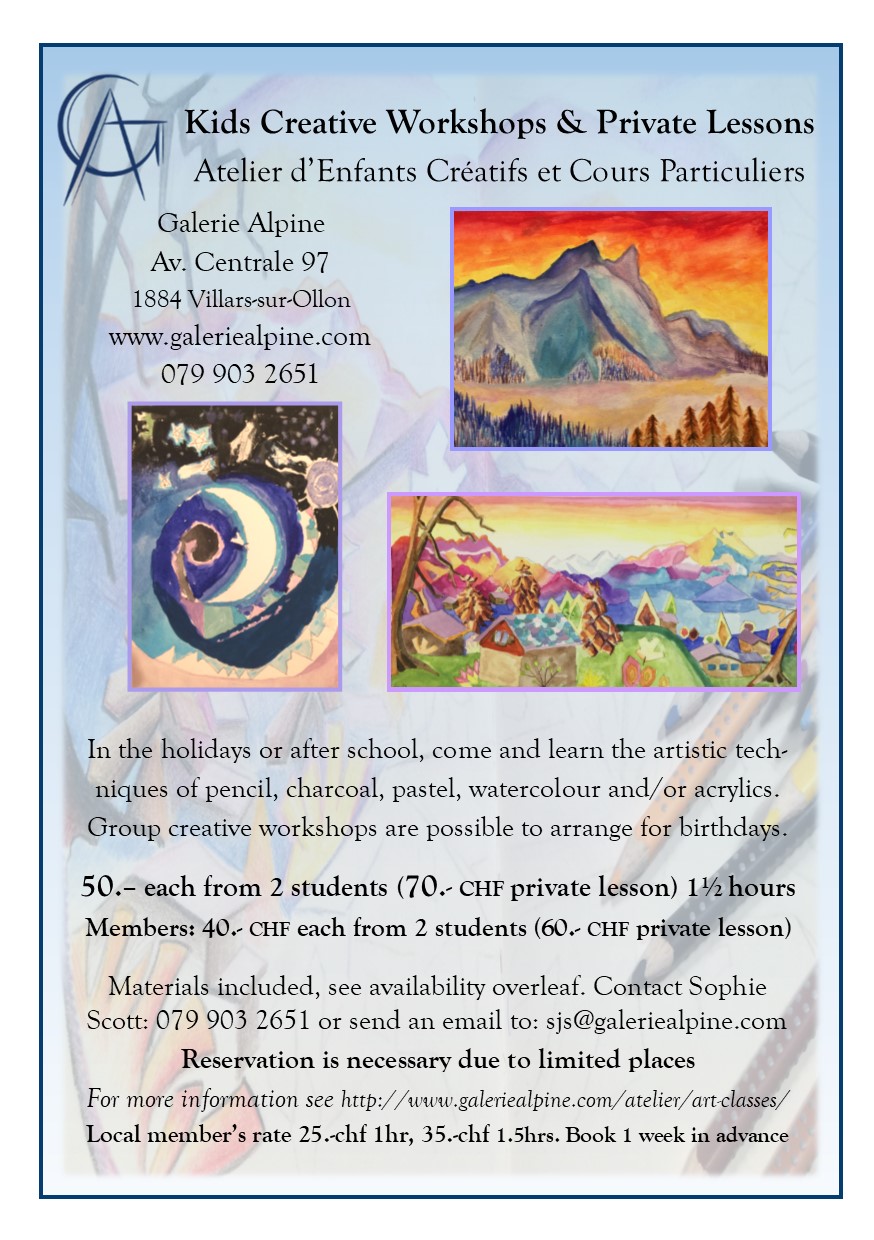 GA
Kids Creative Workshops & Private Lessons
Atelier d'Enfants Créatifs et Cours Particuliers
Galerie Alpine
Av. Centrale 97
1884 Villars-sur-Ollon
www.galeriealpine.com
079 903 2651
In the holidays or after school, come and learn the artistic tech-
niques of pencil, charcoal, pastel, watercolour and/or acrylics.
Group creative workshops are possible to arrange for birthdays.
50.– each from 2 students (70.- CHF private lesson) 1½ hours
Members: 40.- CHF each from 2 students (60.- CHF private lesson)
Materials included, see availability overleaf. Contact Sophie
Scott: 079 903 2651 or send an email to: sjs@galeriealpine.com
Reservation is necessary due to limited places
For more information see http://www.galeriealpine.com/atelier/art-classes/
Local member's rate 25.-chf 1hr, 35.-chf 1.5hrs. Book 1 week in advance